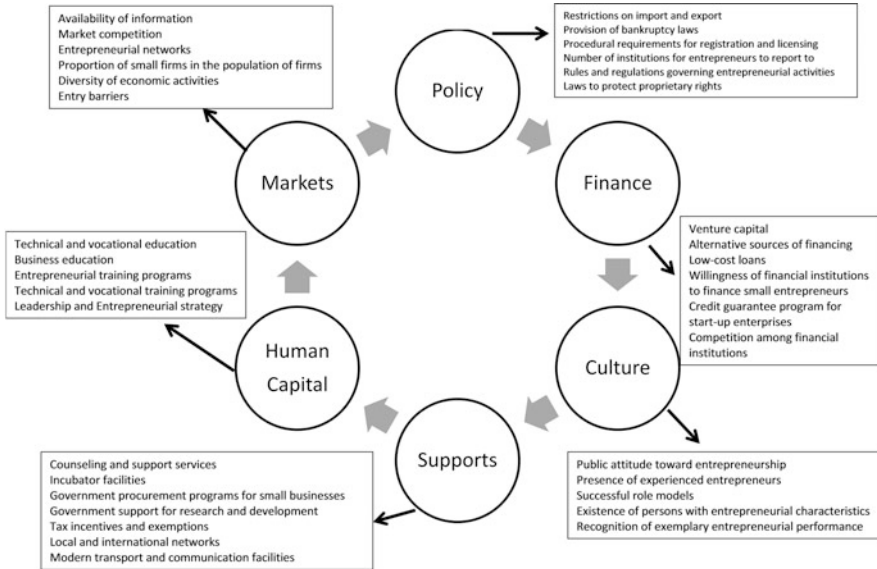 Availability of information
Market competition
Entrepreneurial networks
Proportion of small firms in the population of firms
Diversity of economic activities
Entry barriers
Policy
Restrictions on import and export
Provision of bankruptcy laws
Procedural requirements for registration and licensing
Number of institutions for entrepreneurs to report to
Rules and regulations governing entrepreneurial activities
Laws to protect proprietary rights
Markets
Finance
Technical and vocational education
Business education
Entrepreneurial training programs
Technical and vocational training programs
Leadership and Entrepreneurial strategy
Venture capital
Alternative sources of financing
Low-cost loans
Willingness of financial institutions
to finance small entrepreneurs
Credit guarantee program for
start-up enterprises
Competition among financial
institutions
Human
Capital
Culture
Supports
Counseling and support services
Incubator facilities
Government procurement programs for small businesses
Government support for research and development
Tax incentives and exemptions
Local and international networks
Modern transport and communication facilities
Public attitude toward entrepreneurship
Presence of experienced entrepreneurs
Successful role models
Existence of persons with entrepreneurial characteristics
Recognition of exemplary entrepreneurial performance